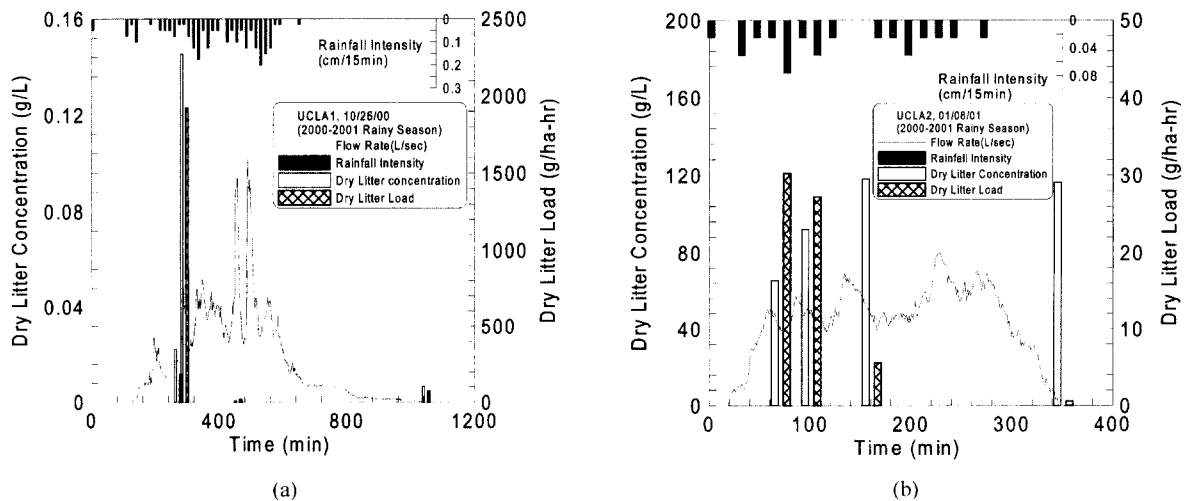 0.16
0.12
0.08
0.04
0
Dry Litter Concentration (g/L)
0
400
800
1200
Time (min)
2500
2000
1500
1000
500
0
Dry Litter Load (g/ha-hr)
0
0.1
0.2
0.3
Rainfall Intensity
(cm/15min)
UCLA1, 10/26/00
(2000-2001 Rainy Season)
Flow Rate(L/sec)
Rainfall Intensity
Dry Litter concentration
Dry Litter Load
(a)
200
160
120
80
40
0
Dry Litter Concentration (g/L)
0
100
200
300
400
Time (min)
50
40
30
20
10
0
Dry Litter Load (g/ha-hr)
0
0.04
0.08
Rainfall Intensity
(cm/15min)
UCLA2, 01/08/01
(2000-2001 Rainy Season)
Flow Rate(L/sec)
Rainfall Intensity
Dry Litter Concentration
Dry Litter Load
(b)